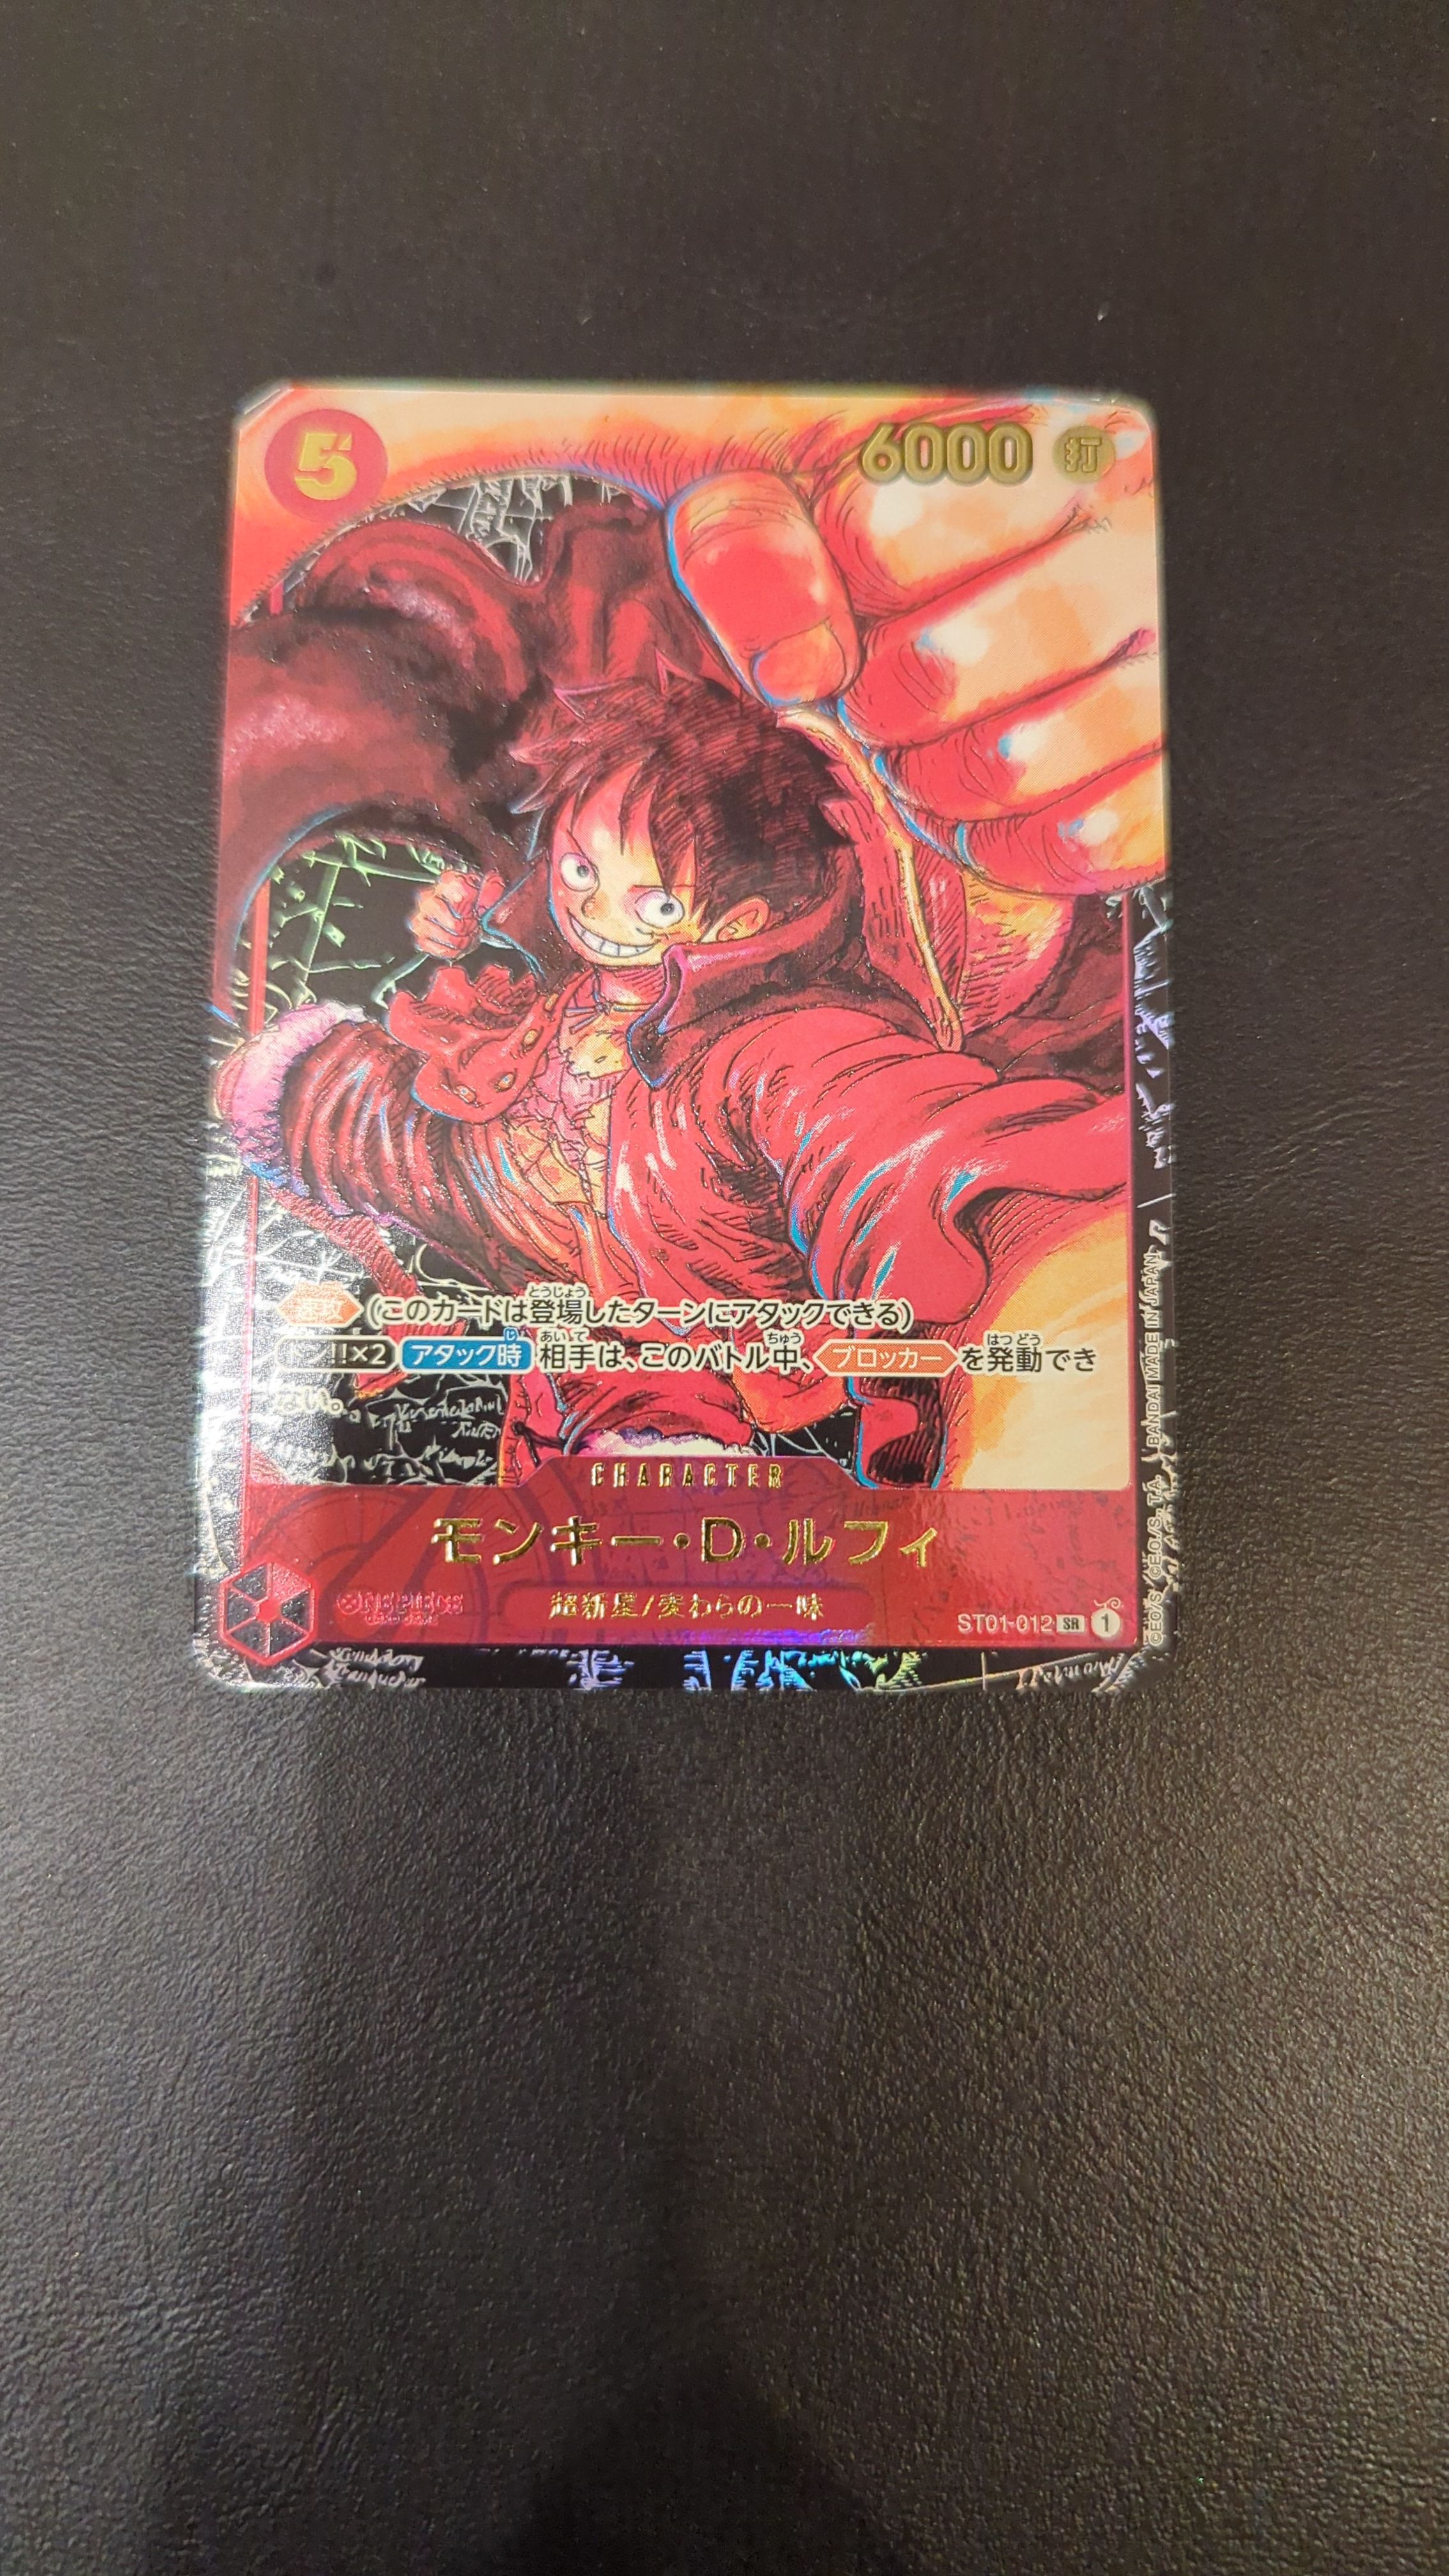 5
6000 打
速攻 (このカードは登場したターンにアタックできる)
ドン!!×2 アタック時 相手は、このバトル中、ブロッカーを発動でき
ない。
CHARACTER
モンキー・D・ルフィ
超新星/麦わらの一味
ONE PIECE
CARD GAME
ST01-012 SR 1
BANDAI MADE IN JAPAN